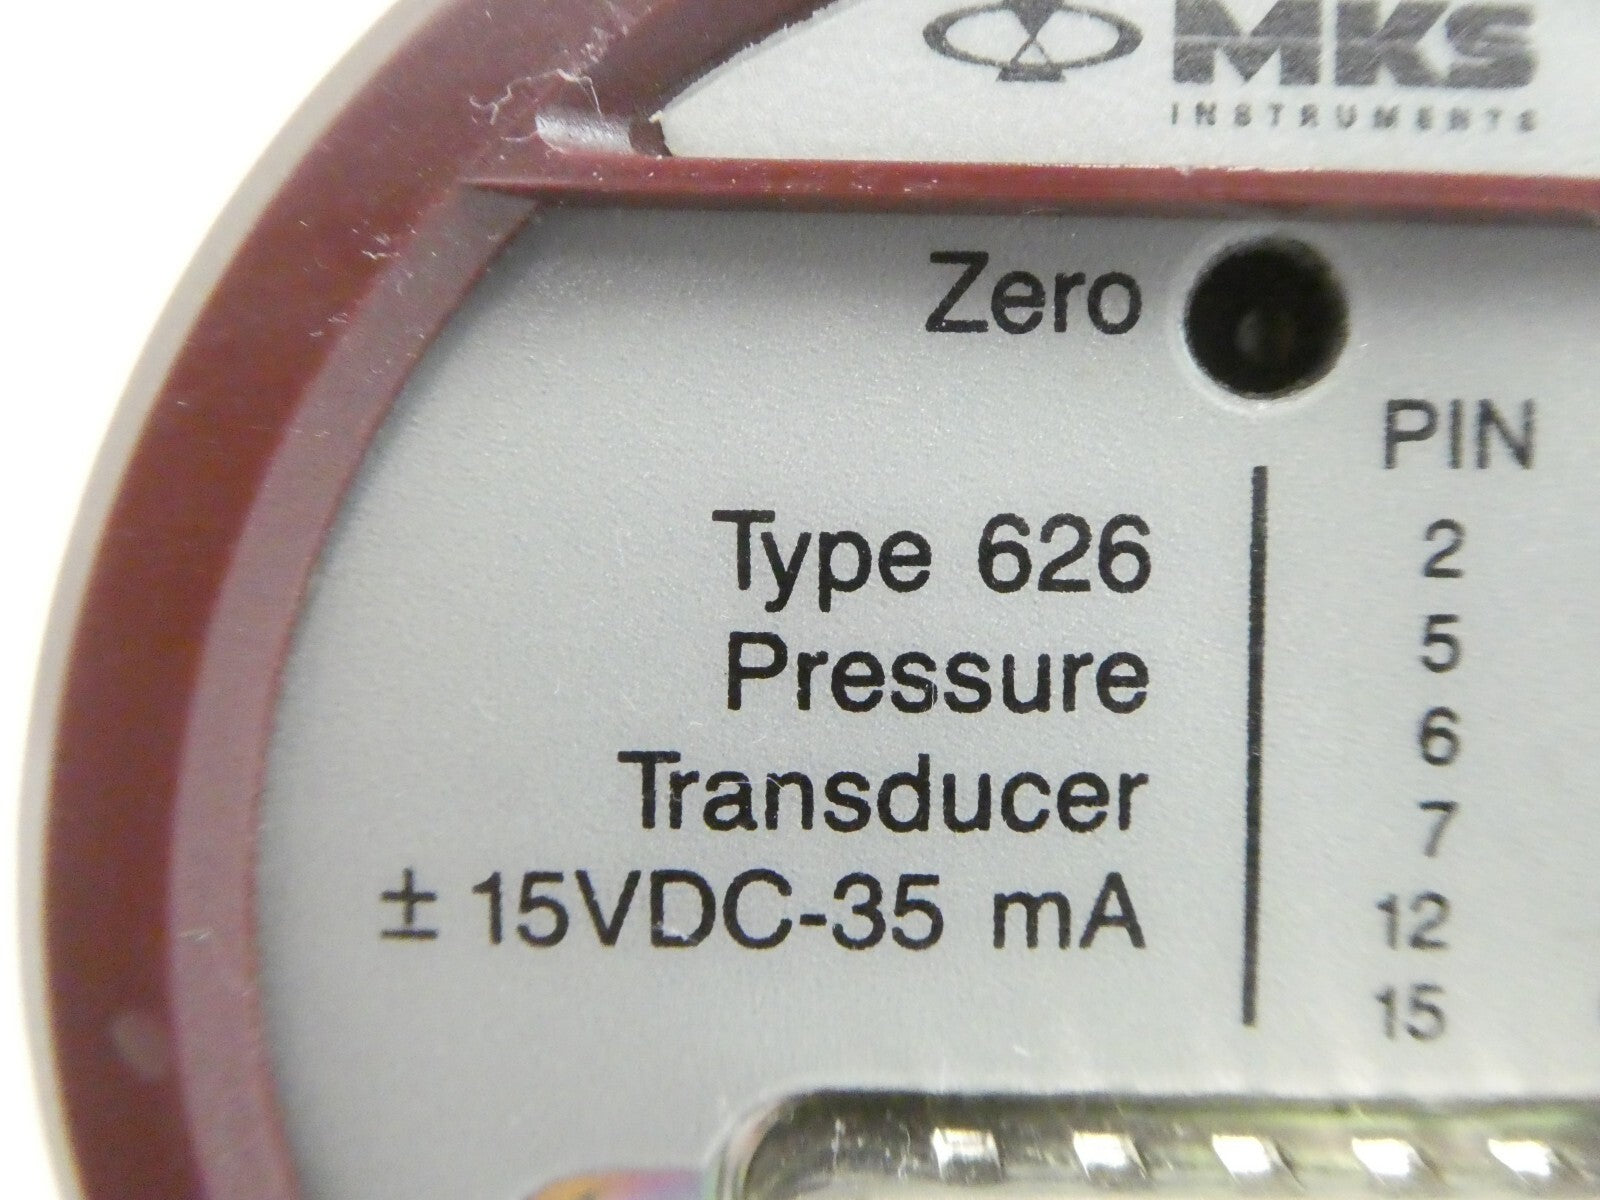 MKS
INSTRUMENTS
Zero
PIN
Type 626
Pressure
Transducer
± 15VDC-35 mA
2
5
6
7
12
15